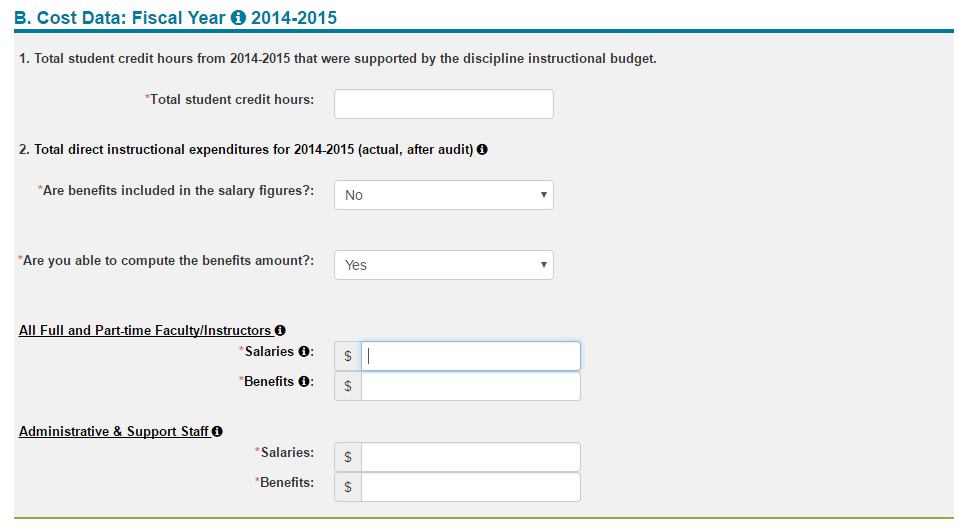 B. Cost Data: Fiscal Year 2014-2015
1. Total student credit hours from 2014-2015 that were supported by the discipline instructional budget.
*Total student credit hours:
2. Total direct instructional expenditures for 2014-2015 (actual, after audit)
*Are benefits included in the salary figures?: No
*Are you able to compute the benefits amount?: Yes
All Full and Part-time Faculty/Instructors
*Salaries : $
*Benefits : $
Administrative & Support Staff
*Salaries: $
*Benefits: $